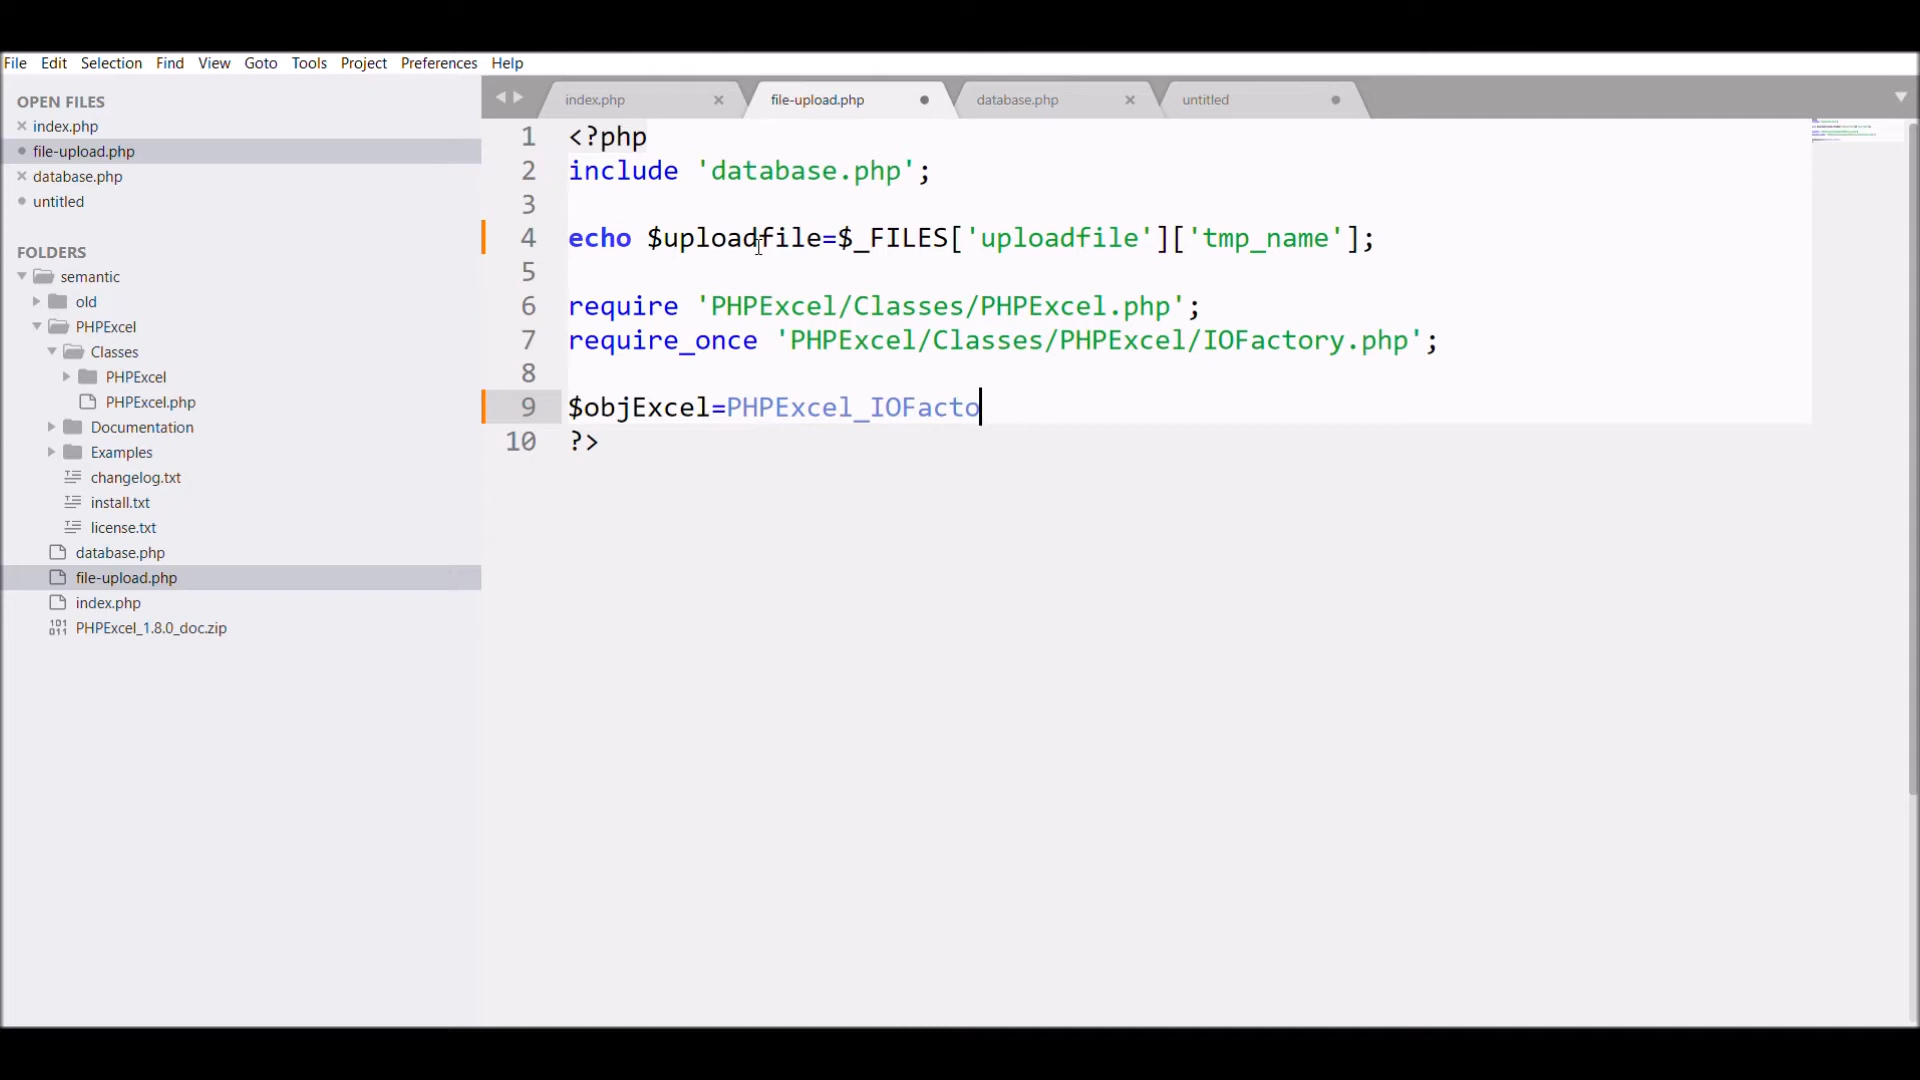 File Edit Selection Find View Goto Tools Project Preferences Help
OPEN FILES
index.php
file-upload.php
database.php
untitled
FOLDERS
semantic
old
PHPExcel
Classes
PHPExcel
PHPExcel.php
Documentation
Examples
changelog.txt
install.txt
license.txt
database.php
file-upload.php
index.php
PHPExcel_1.8.0_doc.zip
index.php file-upload.php database.php untitled
1 <?php
2 include 'database.php';
3
4 echo $uploadfile=$_FILES['uploadfile']['tmp_name'];
5
6 require 'PHPExcel/Classes/PHPExcel.php';
7 require_once 'PHPExcel/Classes/PHPExcel/IOFactory.php';
8
9 $objExcel=PHPExcel_IOFacto
10 ?>